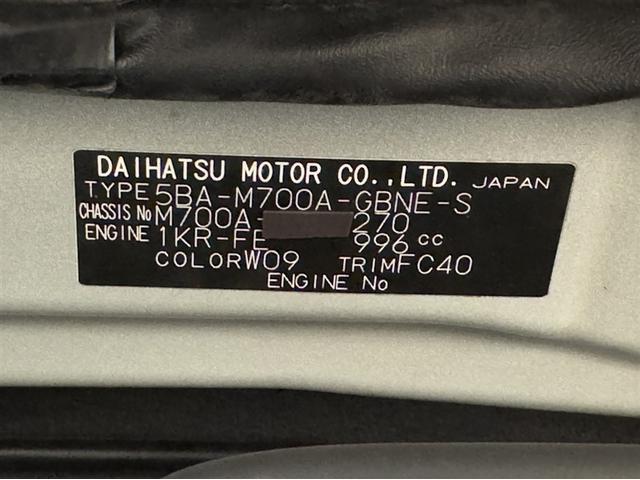 DAIHATSU MOTOR CO.,LTD. JAPAN
TYPE 5BA-M700A-GBNE-S
CHASSIS No M700A- 270
ENGINE 1KR-FE 996 cc
COLOR W09 TRIM FC40
ENGINE No